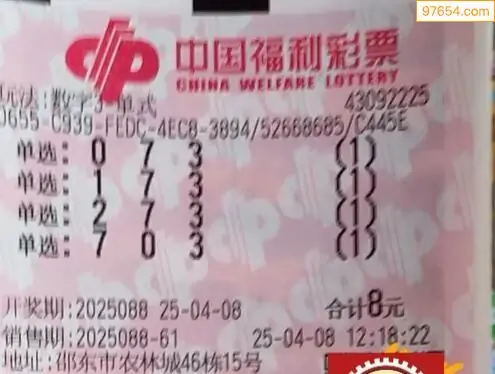 97654.com
中国福利彩票
CHINA WELFARE LOTTERY
玩法:数字3-单式 43092225
J655-C939-FEDC-4EC8-3894/52668685/C445E
单选: 0 7 3 (1)
单选: 1 7 3 (1)
单选: 2 7 3 (1)
单选: 7 0 3 (1)
开奖期:2025088 25-04-08 合计8元
销售期:2025088-61 25-04-08 12:18:22
地址:邵东市农林城46栋15号